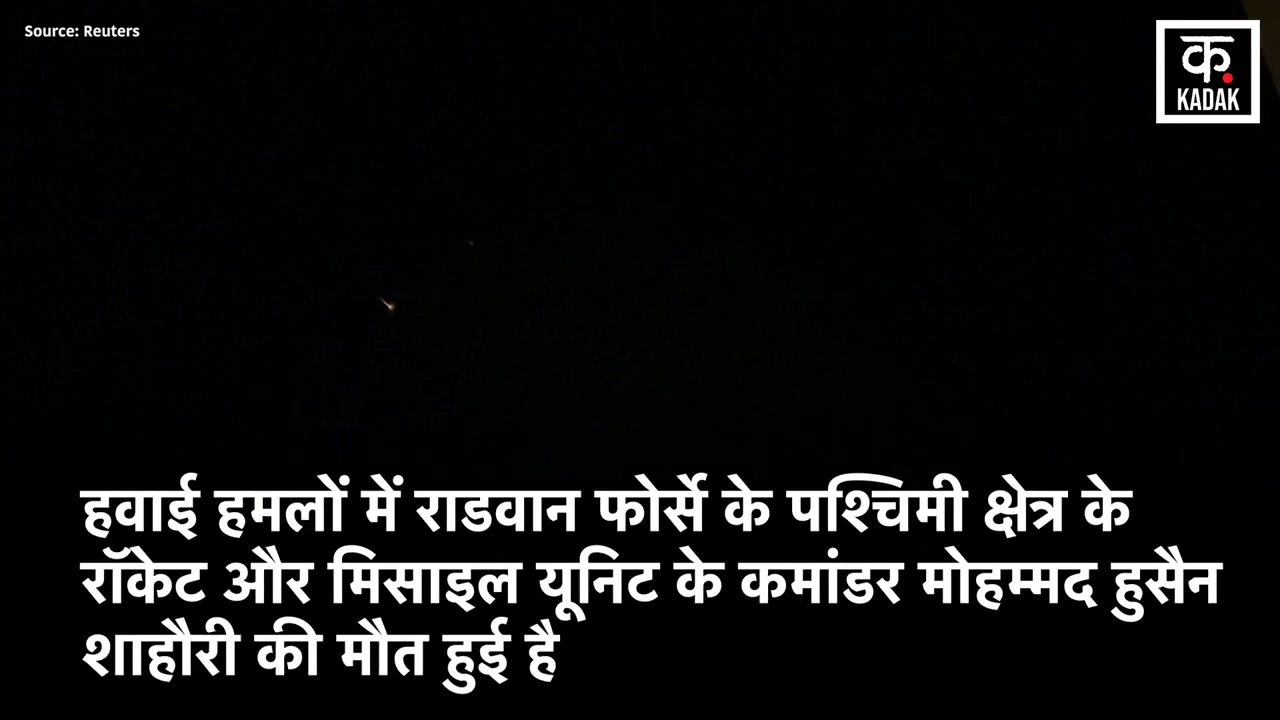 Source: Reuters
क.
KADAK
हवाई हमलों में राडवान फोर्से के पश्चिमी क्षेत्र के
रॉकेट और मिसाइल यूनिट के कमांडर मोहम्मद हुसैन
शाहौरी की मौत हुई है